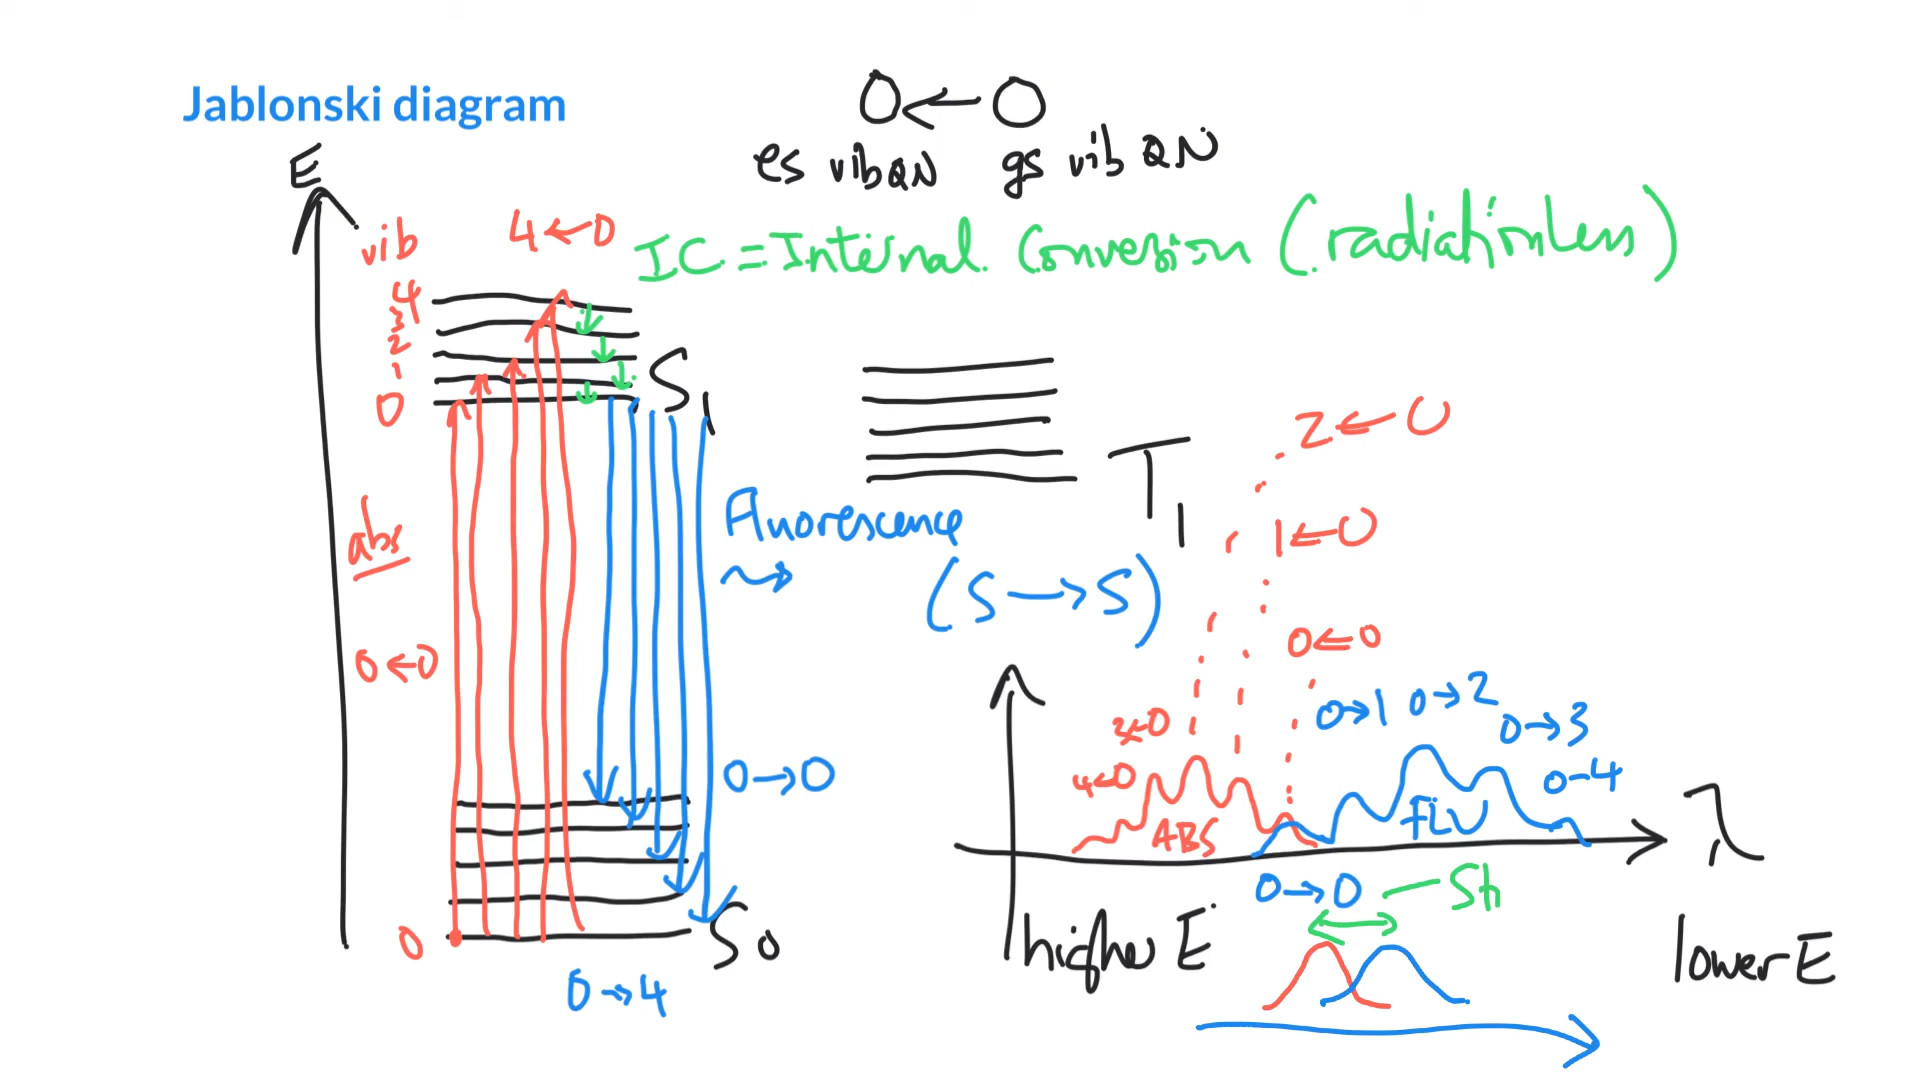 Jablonski diagram
0 ← 0
es vib QN gs vib QN
E
vib
4 ← 0
IC = Internal Conversion (radiationless)
4
3
2
1
0
S1
T1
abs
Fluorescence
(S → S)
0 ← 0
0 → 0
0
S0
0 → 4
2 ← 0
1 ← 0
0 ← 0
3 ← 0
4 ← 0
0 → 1
0 → 2
0 → 3
0 – 4
ABS
FLU
λ
0 → 0
Sh
higher E
lower E